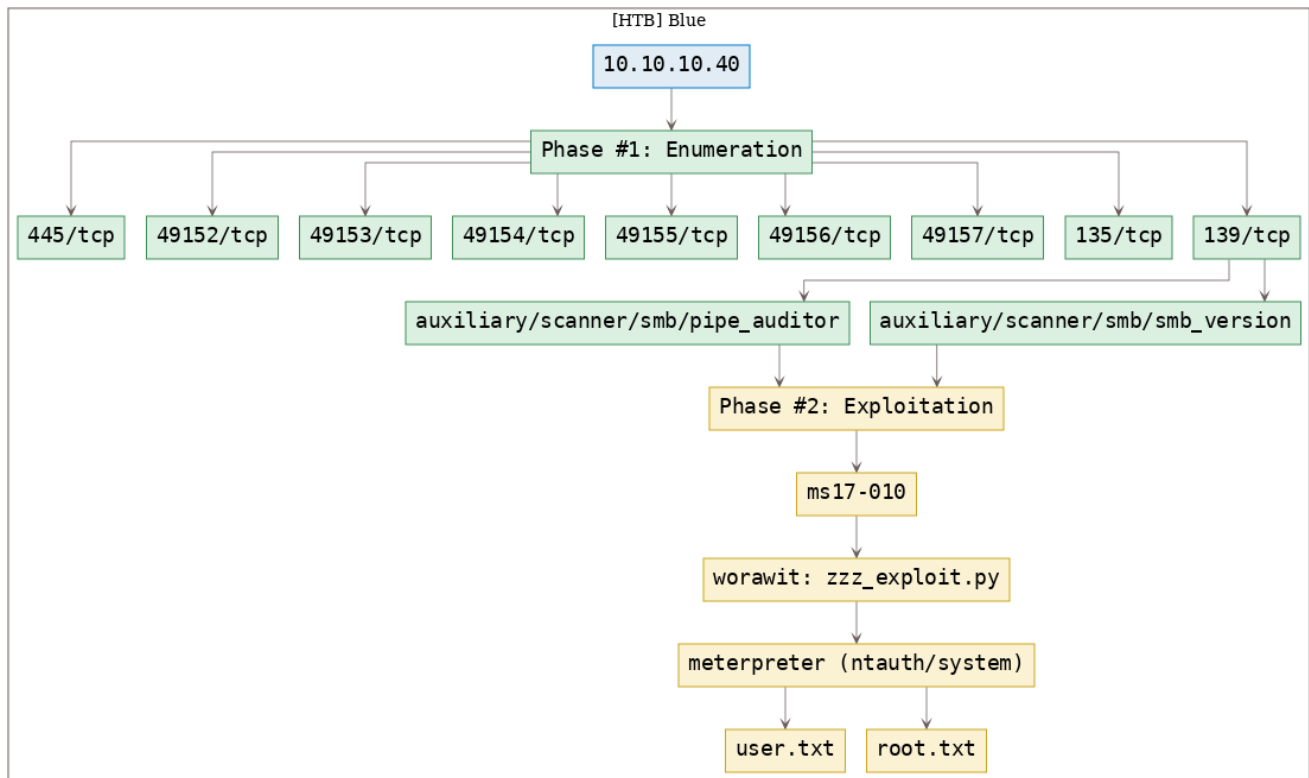 [HTB] Blue
10.10.10.40
Phase #1: Enumeration
445/tcp
49152/tcp
49153/tcp
49154/tcp
49155/tcp
49156/tcp
49157/tcp
135/tcp
139/tcp
auxiliary/scanner/smb/pipe_auditor
auxiliary/scanner/smb/smb_version
Phase #2: Exploitation
ms17-010
worawit: zzz_exploit.py
meterpreter (ntauth/system)
user.txt
root.txt